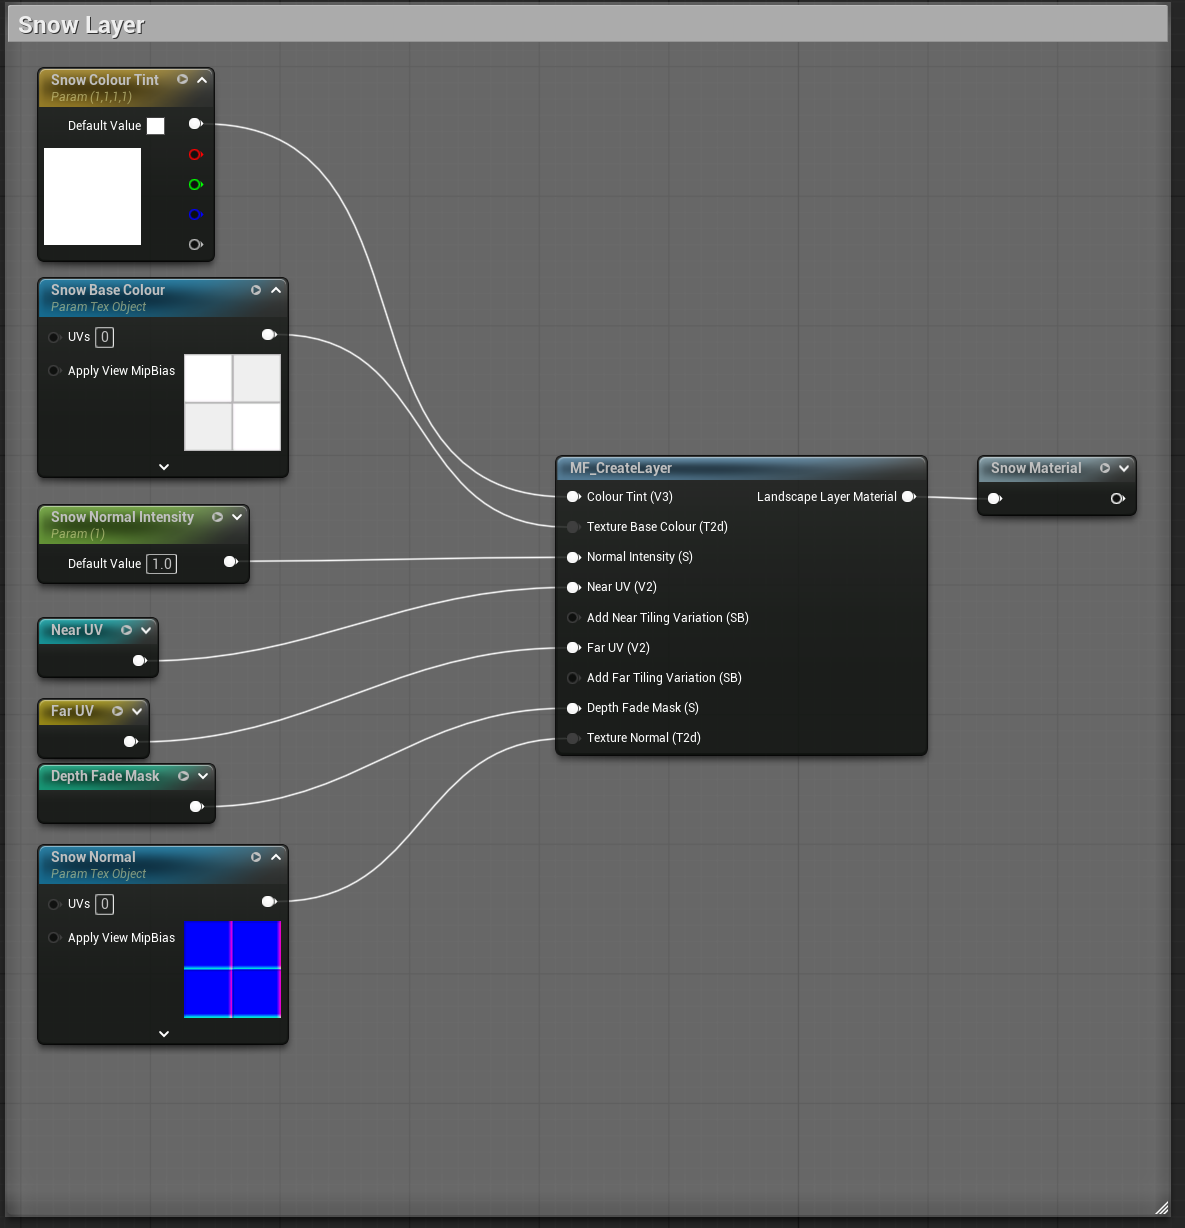 Snow Layer
Snow Colour Tint
Param (1,1,1,1)
Default Value
Snow Base Colour
Param Tex Object
UVs 0
Apply View MipBias
Snow Normal Intensity
Param (1)
Default Value 1.0
Near UV
Far UV
Depth Fade Mask
Snow Normal
Param Tex Object
UVs 0
Apply View MipBias
MF_CreateLayer
Colour Tint (V3) Landscape Layer Material
Texture Base Colour (T2d)
Normal Intensity (S)
Near UV (V2)
Add Near Tiling Variation (SB)
Far UV (V2)
Add Far Tiling Variation (SB)
Depth Fade Mask (S)
Texture Normal (T2d)
Snow Material